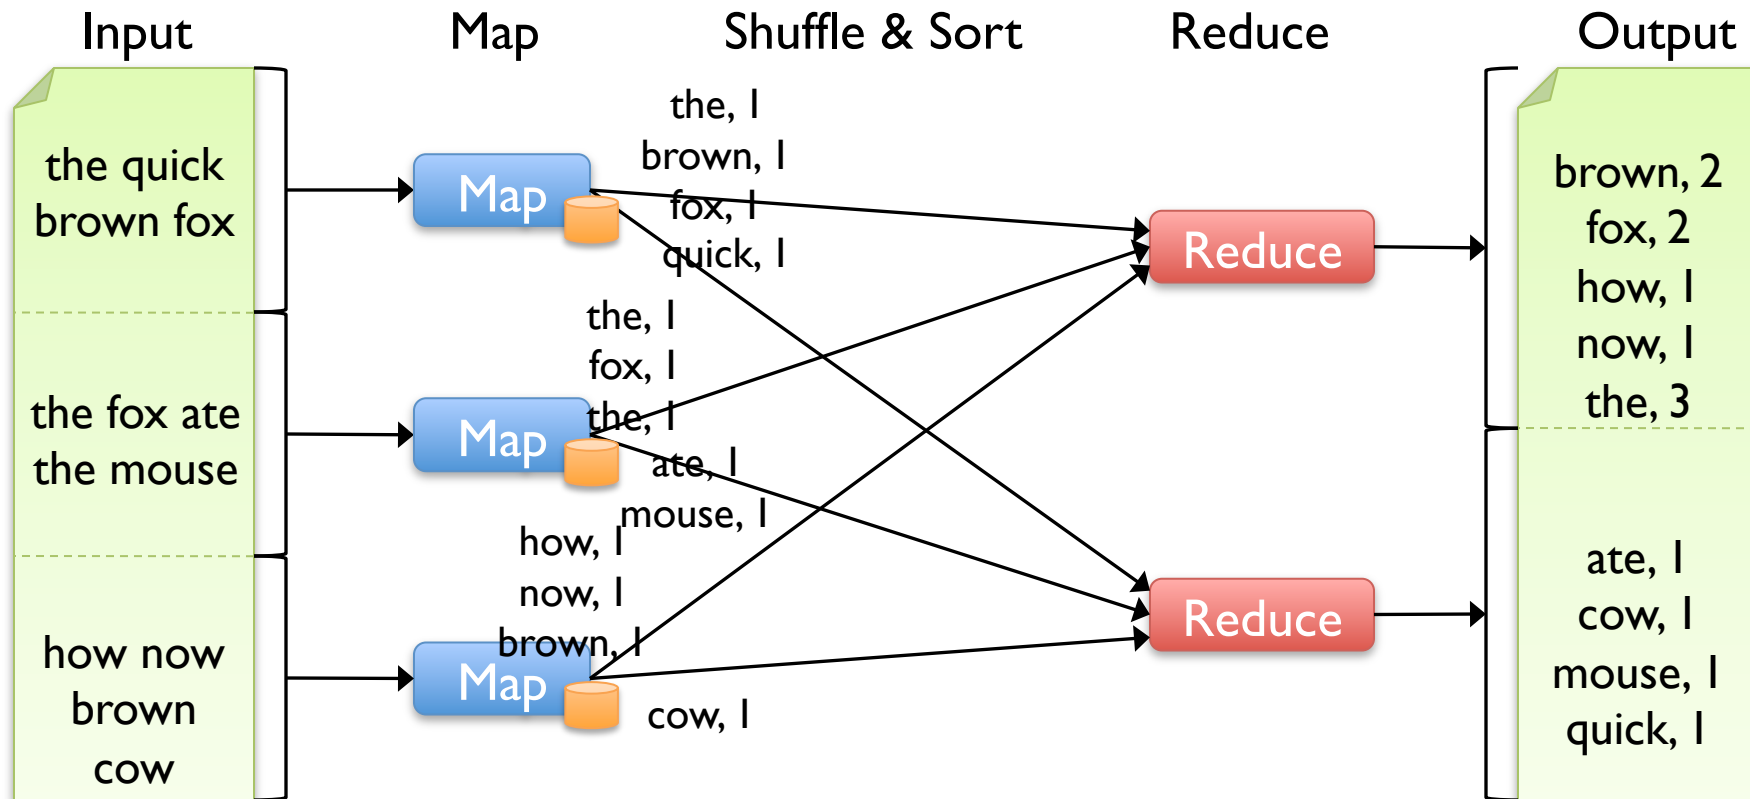 Input
Map
Shuffle & Sort
Reduce
Output
the quick
brown fox
the fox ate
the mouse
how now
brown
cow
Map
Map
Map
the, 1
brown, 1
fox, 1
quick, 1
the, 1
fox, 1
the, 1
ate, 1
mouse, 1
how, 1
now, 1
brown, 1
cow, 1
Reduce
Reduce
brown, 2
fox, 2
how, 1
now, 1
the, 3
ate, 1
cow, 1
mouse, 1
quick, 1